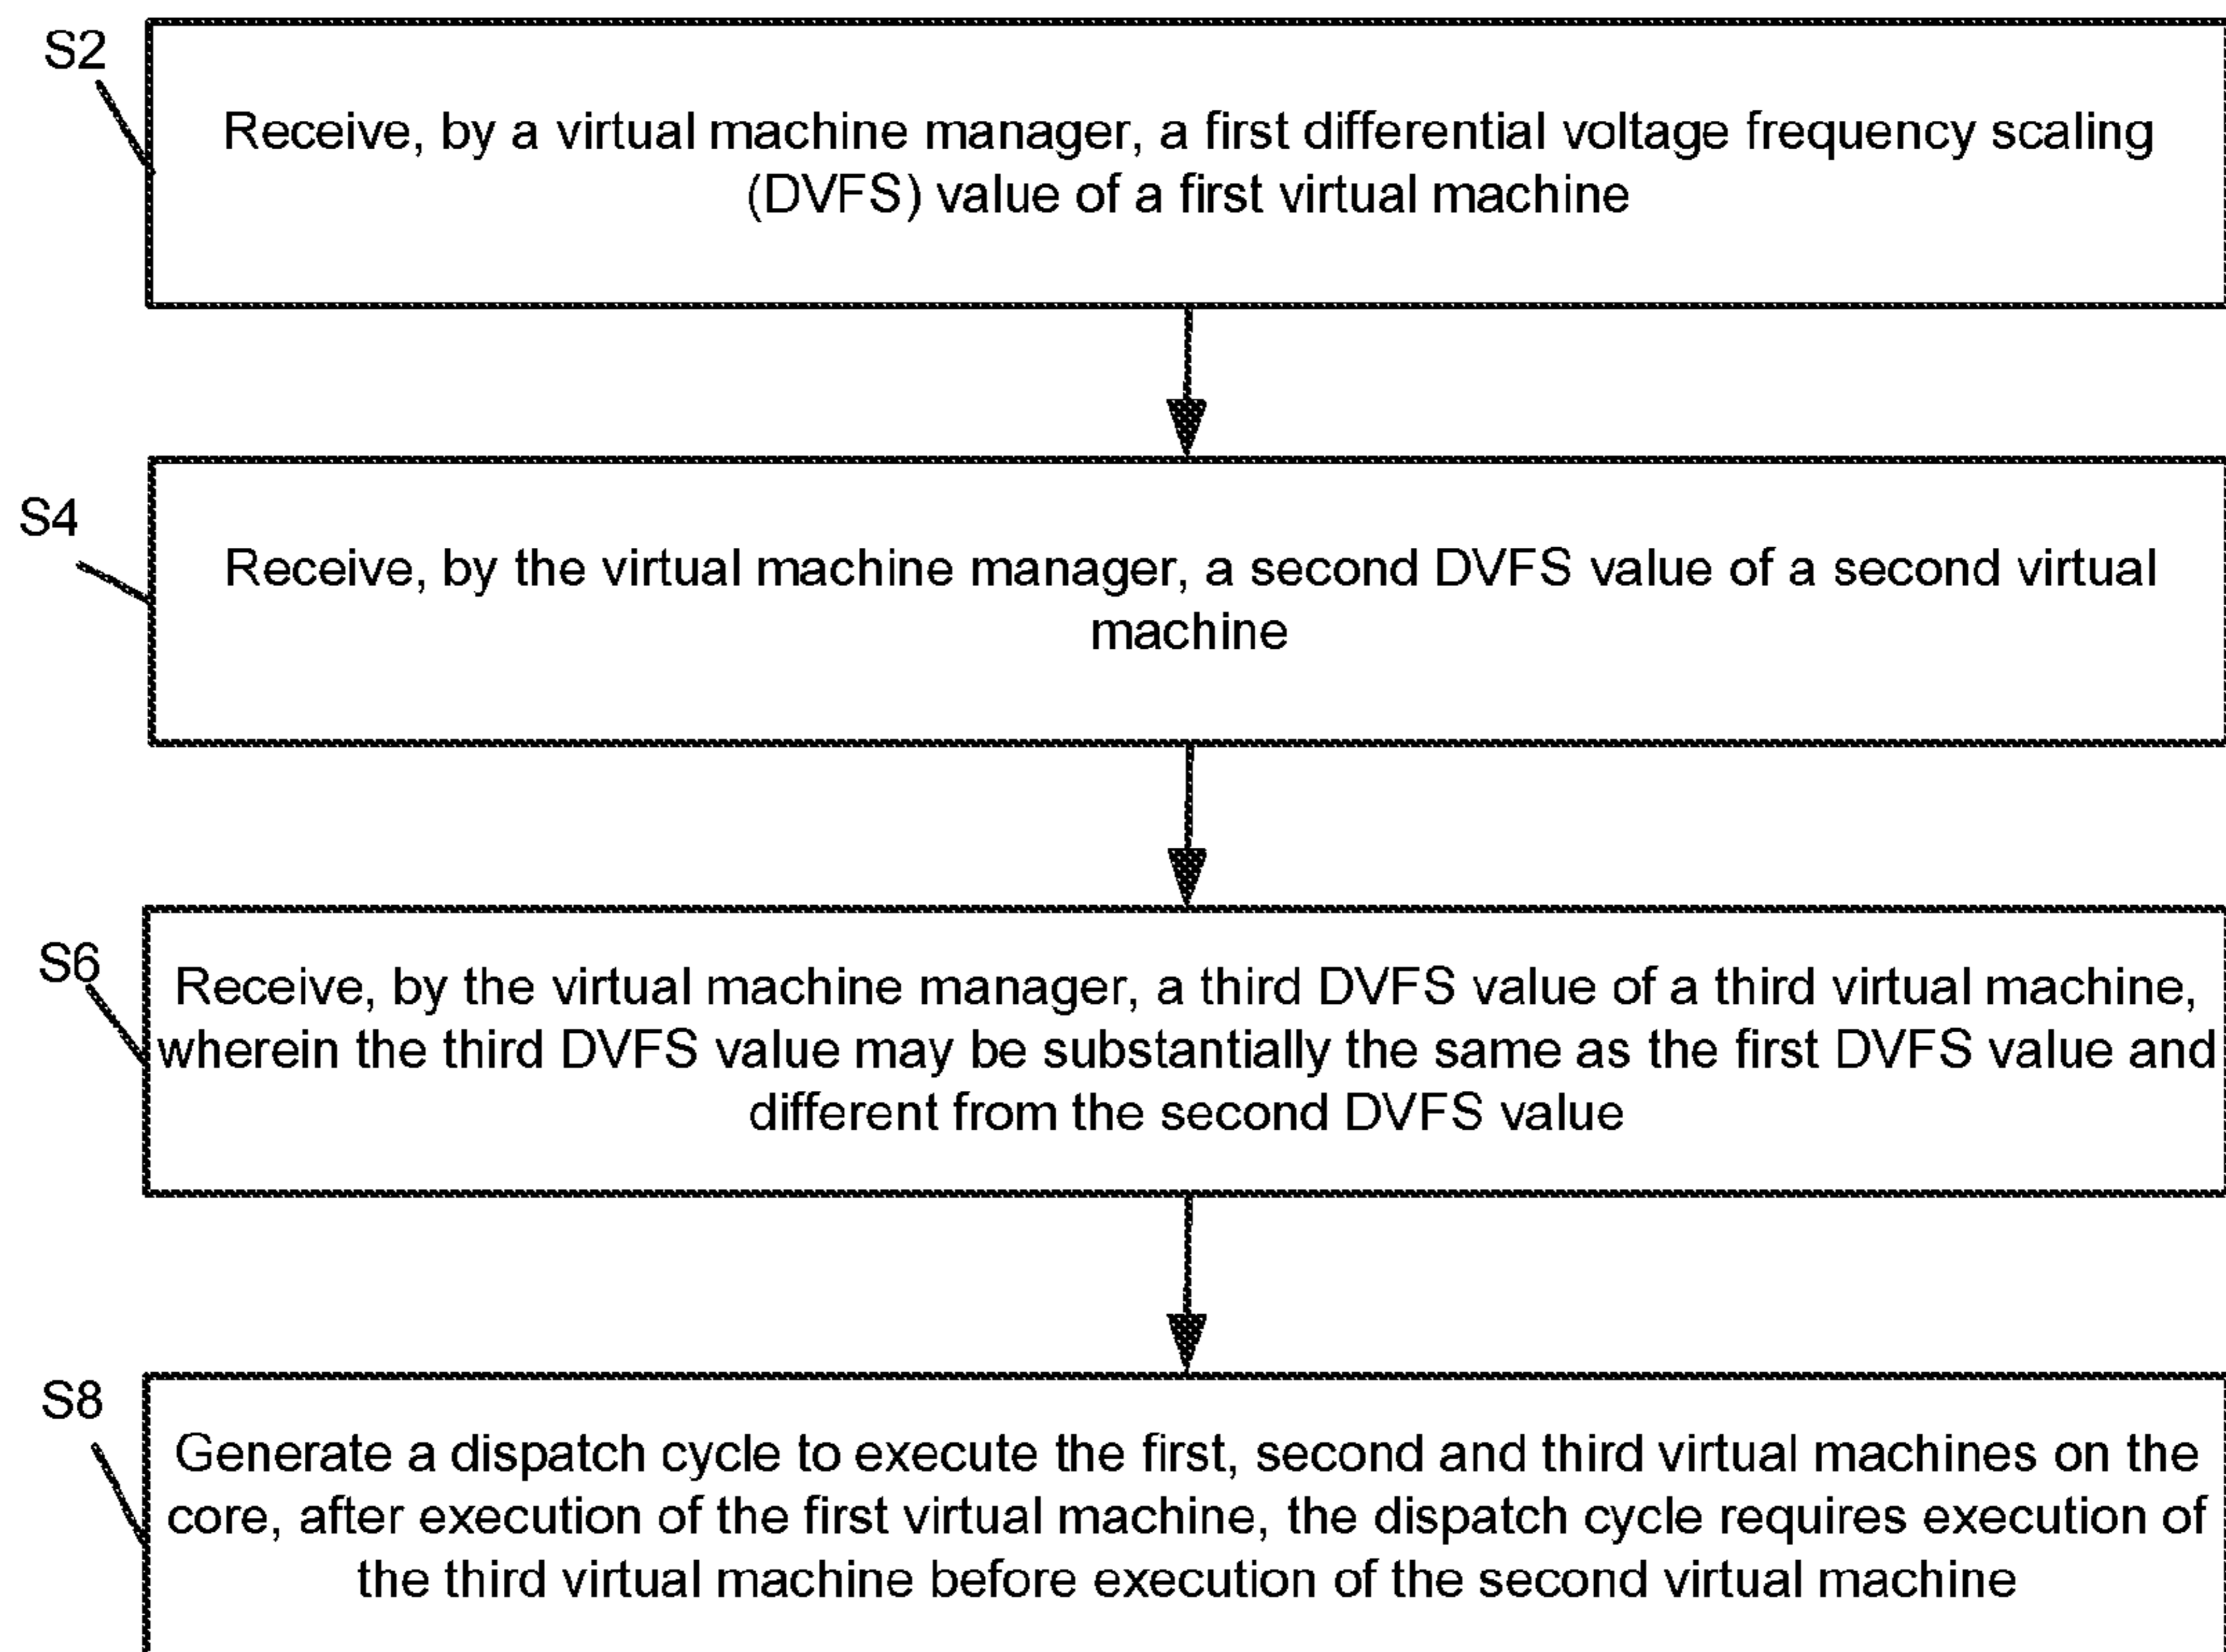 S2
Receive, by a virtual machine manager, a first differential voltage frequency scaling
(DVFS) value of a first virtual machine
S4
Receive, by the virtual machine manager, a second DVFS value of a second virtual
machine
S6
Receive, by the virtual machine manager, a third DVFS value of a third virtual machine,
wherein the third DVFS value may be substantially the same as the first DVFS value and
different from the second DVFS value
S8
Generate a dispatch cycle to execute the first, second and third virtual machines on the
core, after execution of the first virtual machine, the dispatch cycle requires execution of
the third virtual machine before execution of the second virtual machine